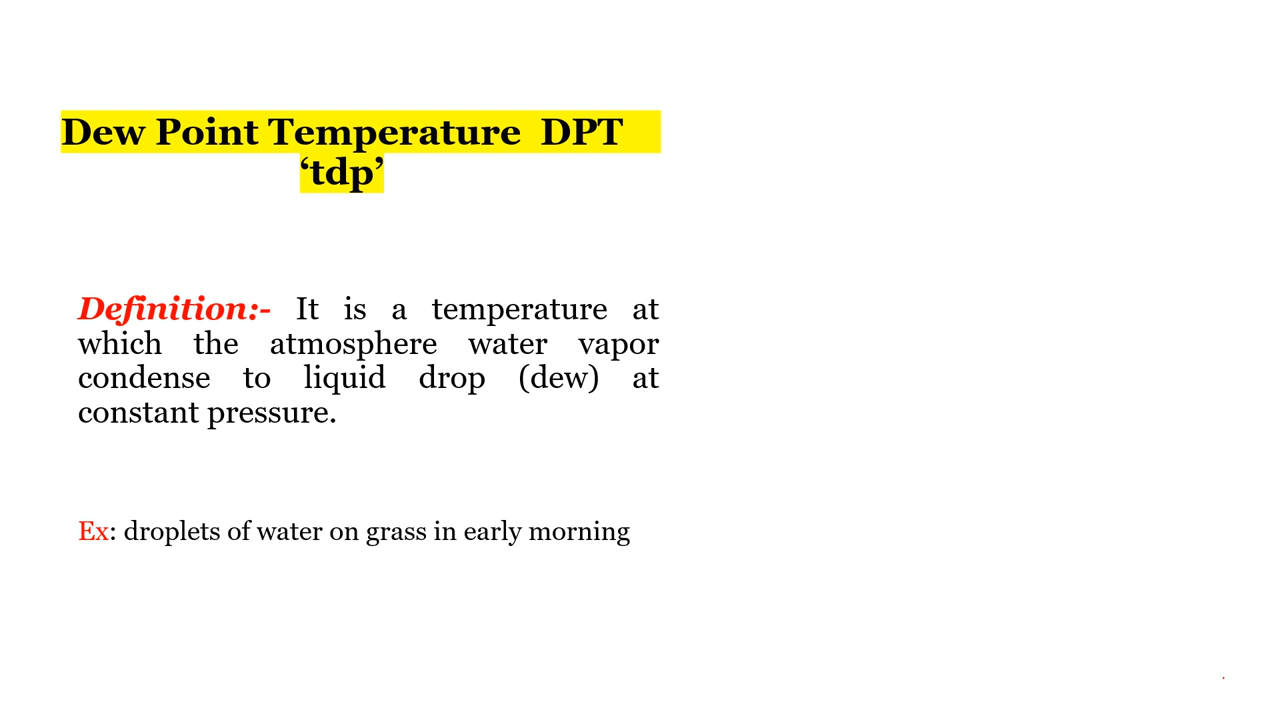 Dew Point Temperature DPT
‘tdp’
Definition:- It is a temperature at
which the atmosphere water vapor
condense to liquid drop (dew) at
constant pressure.
Ex: droplets of water on grass in early morning